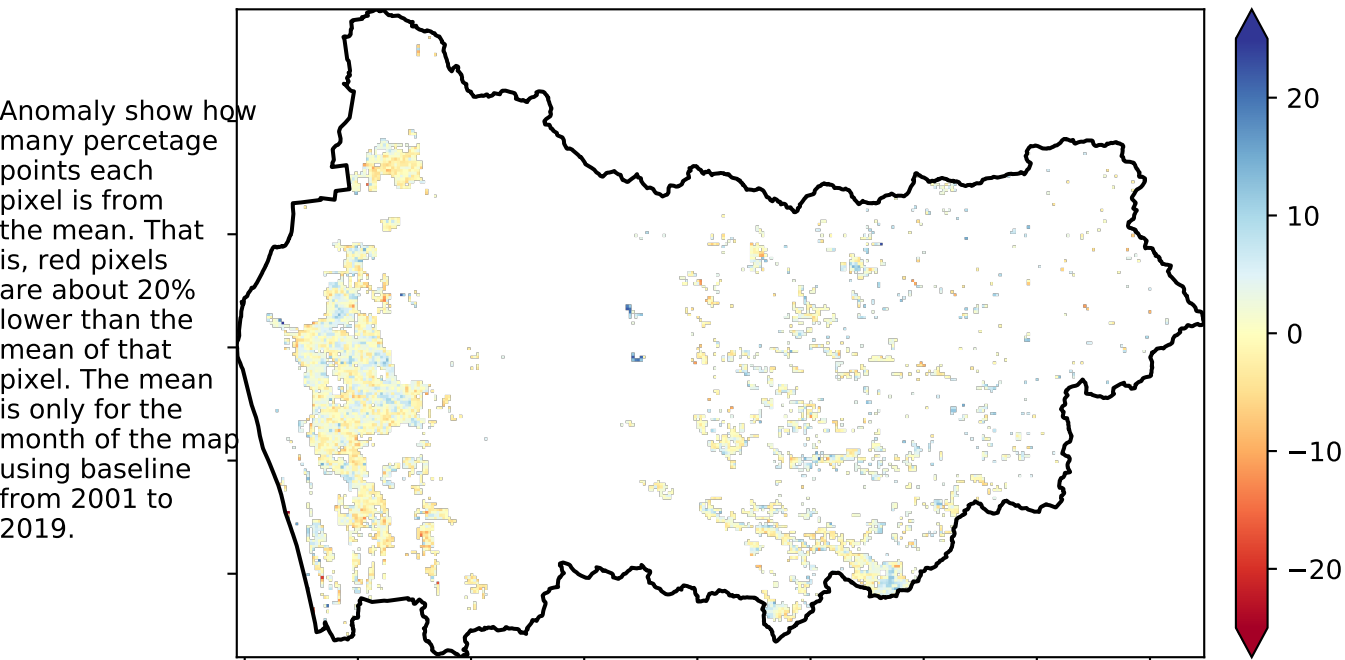 Anomaly show how
many percetage
points each
pixel is from
the mean. That
is, red pixels
are about 20%
lower than the
mean of that
pixel. The mean
is only for the
month of the map
using baseline
from 2001 to
2019.
20
10
0
−10
−20